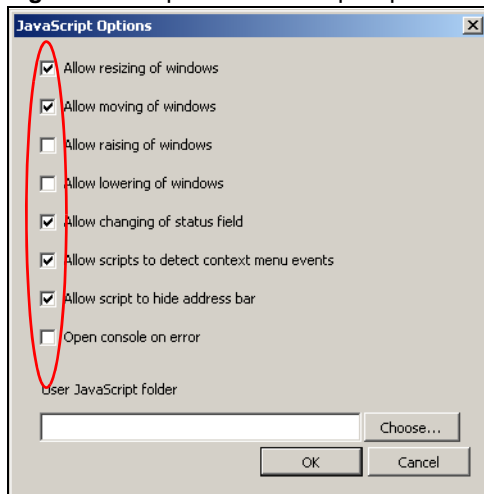 JavaScript Options
Allow resizing of windows
Allow moving of windows
Allow raising of windows
Allow lowering of windows
Allow changing of status field
Allow scripts to detect context menu events
Allow script to hide address bar
Open console on error
User JavaScript folder
Choose...
OK
Cancel